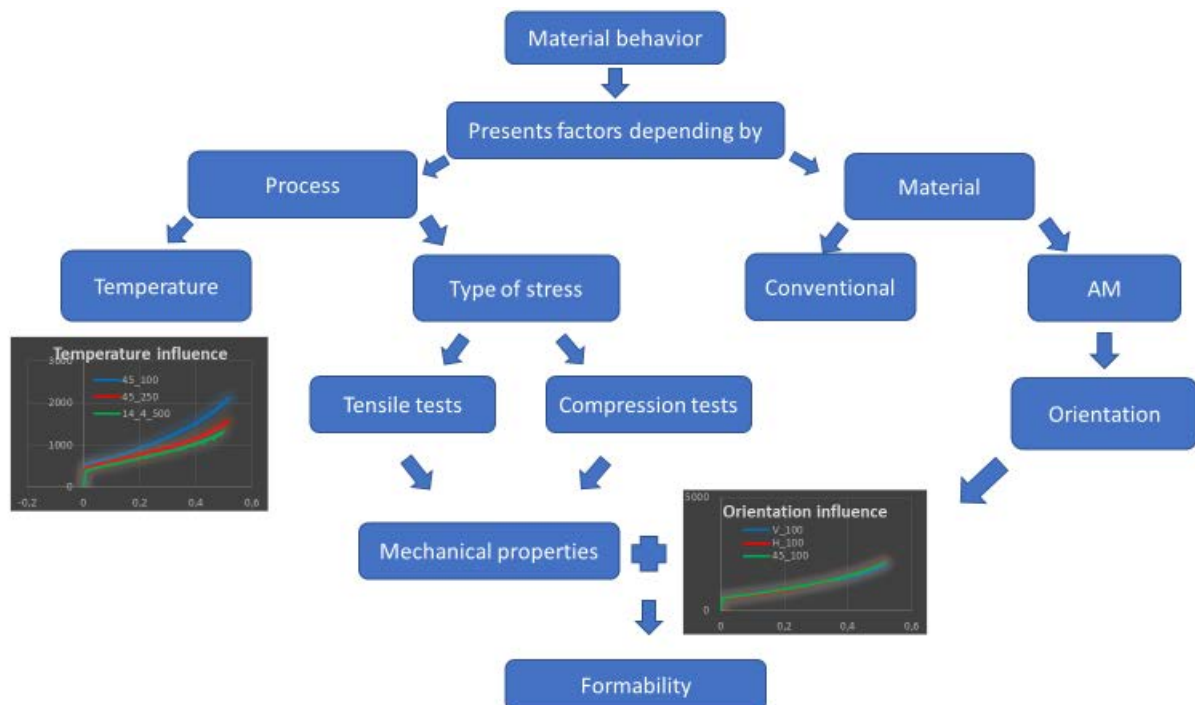 Material behavior
Presents factors depending by
Process
Material
Temperature
Type of stress
Conventional
AM
Temperature influence
3000
45_100
45_250
2000
14_4_500
1000
0
-0,2
0
0,2
0,4
0,6
Tensile tests
Compression tests
Orientation
Mechanical properties
5000
Orientation influence
V_100
H_100
45_100
0
0
0,2
0,4
0,6
Formability